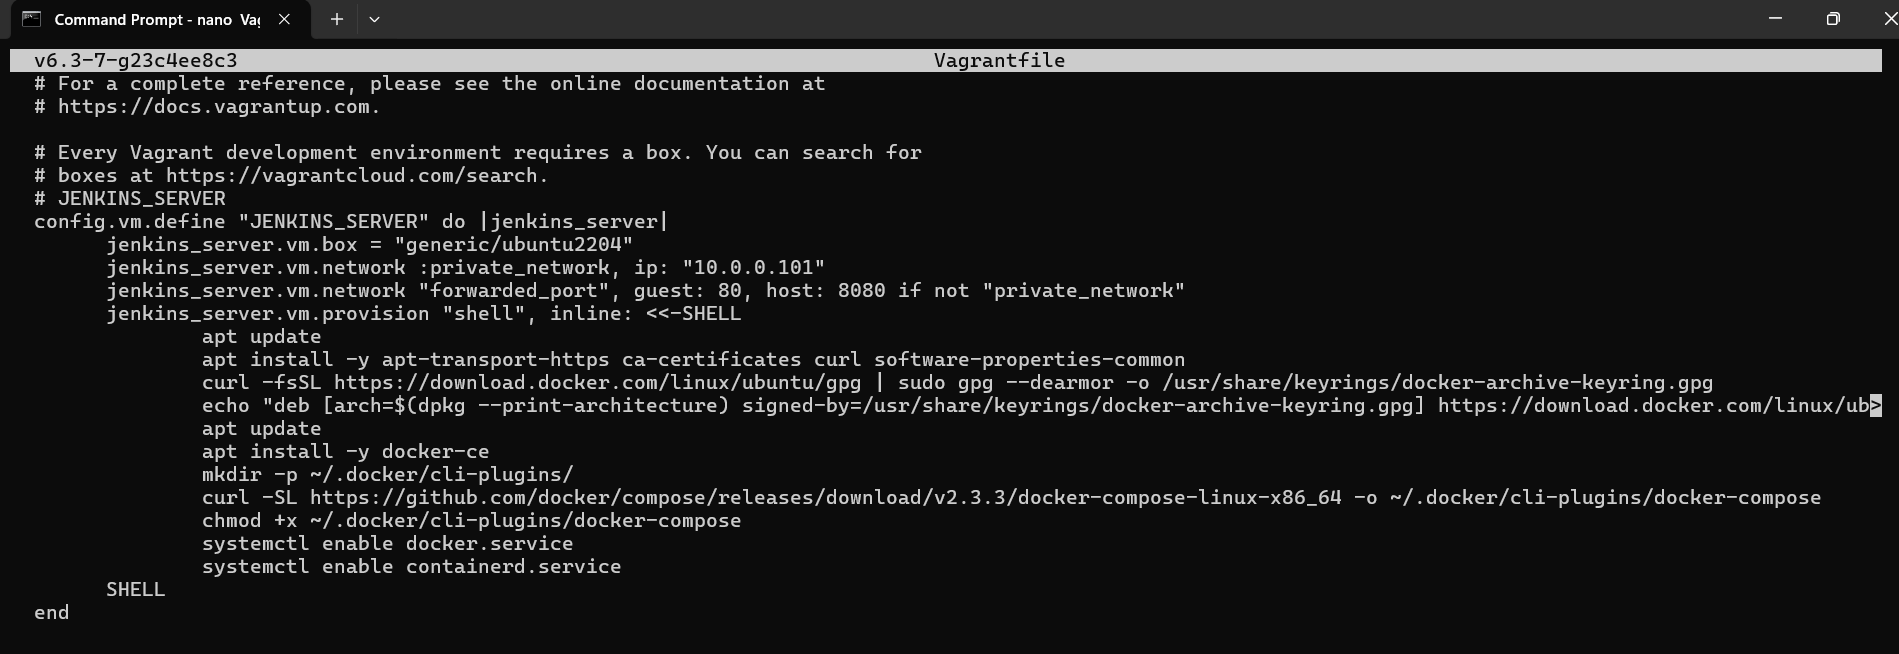 Command Prompt - nano Vag
v6.3-7-g23c4ee8c3 Vagrantfile
# For a complete reference, please see the online documentation at
# https://docs.vagrantup.com.
# Every Vagrant development environment requires a box. You can search for
# boxes at https://vagrantcloud.com/search.
# JENKINS_SERVER
config.vm.define "JENKINS_SERVER" do |jenkins_server|
jenkins_server.vm.box = "generic/ubuntu2204"
jenkins_server.vm.network :private_network, ip: "10.0.0.101"
jenkins_server.vm.network "forwarded_port", guest: 80, host: 8080 if not "private_network"
jenkins_server.vm.provision "shell", inline: <<-SHELL
apt update
apt install -y apt-transport-https ca-certificates curl software-properties-common
curl -fsSL https://download.docker.com/linux/ubuntu/gpg | sudo gpg --dearmor -o /usr/share/keyrings/docker-archive-keyring.gpg
echo "deb [arch=$(dpkg --print-architecture) signed-by=/usr/share/keyrings/docker-archive-keyring.gpg] https://download.docker.com/linux/ub>
apt update
apt install -y docker-ce
mkdir -p ~/.docker/cli-plugins/
curl -SL https://github.com/docker/compose/releases/download/v2.3.3/docker-compose-linux-x86_64 -o ~/.docker/cli-plugins/docker-compose
chmod +x ~/.docker/cli-plugins/docker-compose
systemctl enable docker.service
systemctl enable containerd.service
SHELL
end